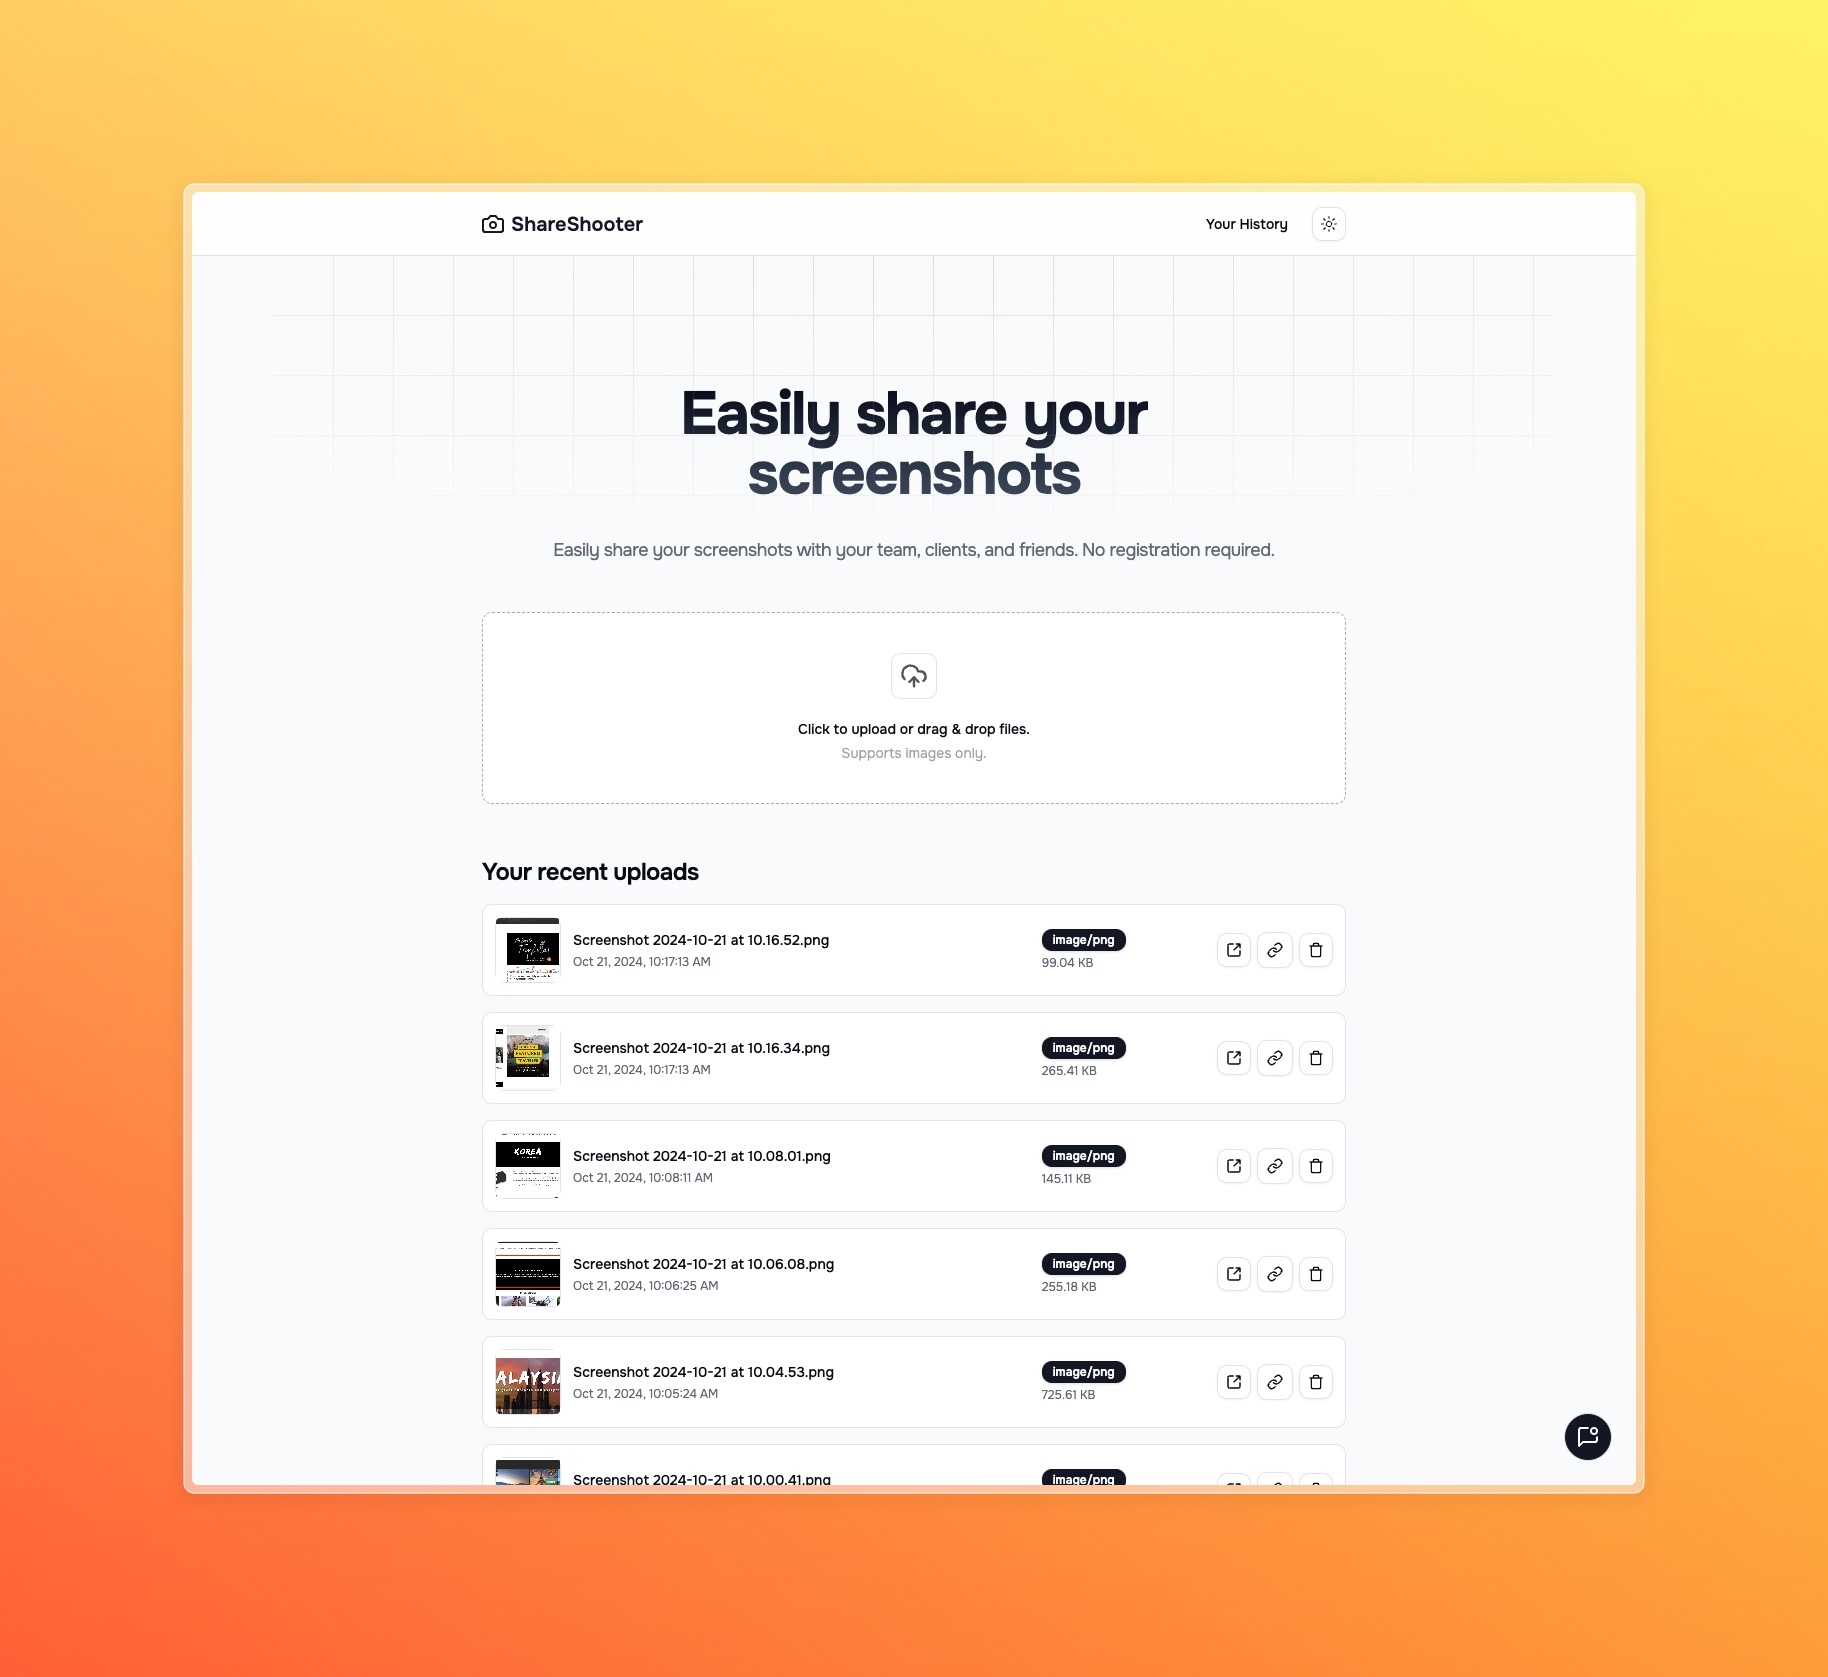 ShareShooter
Your History
Easily share your
screenshots
Easily share your screenshots with your team, clients, and friends. No registration required.
Click to upload or drag & drop files.
Supports images only.
Your recent uploads
Screenshot 2024-10-21 at 10.16.52.png
Oct 21, 2024, 10:17:13 AM
image/png
99.04 KB
FEATURED
Screenshot 2024-10-21 at 10.16.34.png
Oct 21, 2024, 10:17:13 AM
image/png
265.41 KB
KOREA
Screenshot 2024-10-21 at 10.08.01.png
Oct 21, 2024, 10:08:11 AM
image/png
145.11 KB
Screenshot 2024-10-21 at 10.06.08.png
Oct 21, 2024, 10:06:25 AM
image/png
255.18 KB
ALAYSI
Screenshot 2024-10-21 at 10.04.53.png
Oct 21, 2024, 10:05:24 AM
image/png
725.61 KB
Screenshot 2024-10-21 at 10.00.41.png
image/png